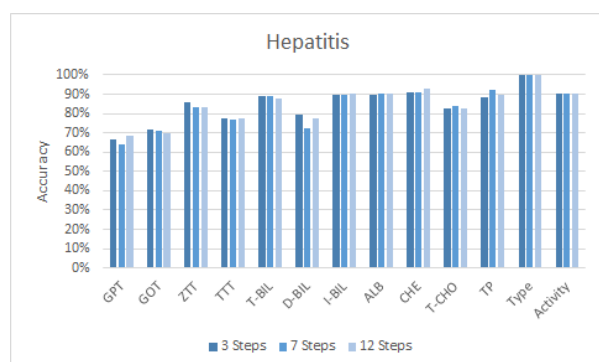 Hepatitis
100%
90%
80%
70%
60%
50%
40%
30%
20%
10%
0%
Accuracy
GPT GOT ZTT TTT T-BIL D-BIL I-BIL ALB CHE T-CHO TP Type Activity
3 Steps 7 Steps 12 Steps